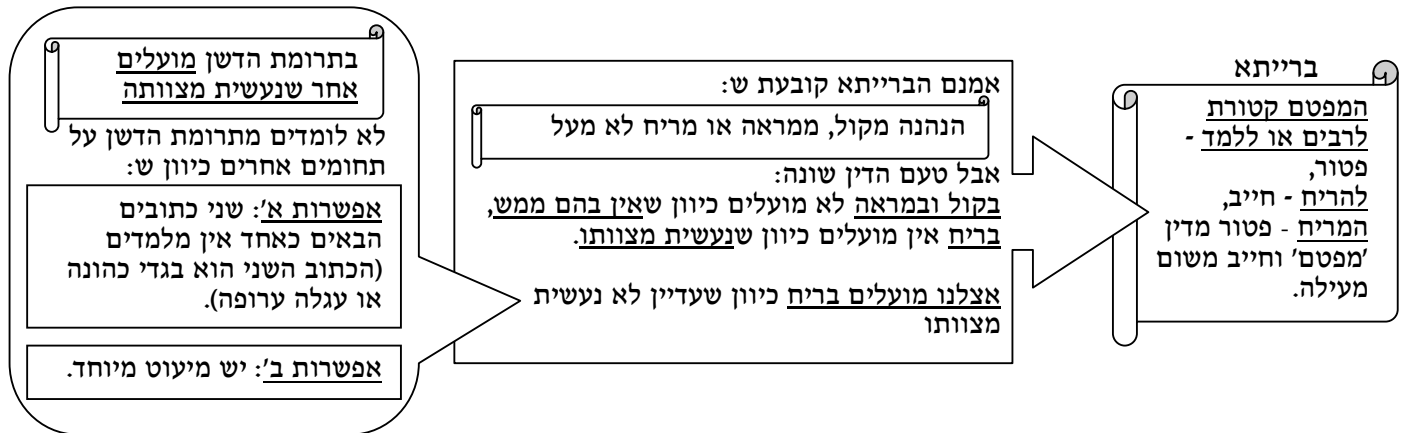 ברייתא
המפטם קטורת
לרבים או ללמד -
פטור,
להריח - חייב,
המריח - פטור מדין
'מפטם' וחייב משום
מעילה.
אמנם הברייתא קובעת ש:
הנהנה מקול, ממראה או מריח לא מעל
אבל טעם הדין שונה:
בקול ובמראה לא מועלים כיוון שאין בהם ממש,
בריח אין מועלים כיוון שנעשית מצוותו.
אצלנו מועלים בריח כיוון שעדיין לא נעשית
מצוותו
בתרומת הדשן מועלים
אחר שנעשית מצוותה
לא לומדים מתרומת הדשן על
תחומים אחרים כיוון ש:
אפשרות א': שני כתובים
הבאים כאחד אין מלמדים
(הכתוב השני הוא בגדי כהונה
או עגלה ערופה).
אפשרות ב': יש מיעוט מיוחד.